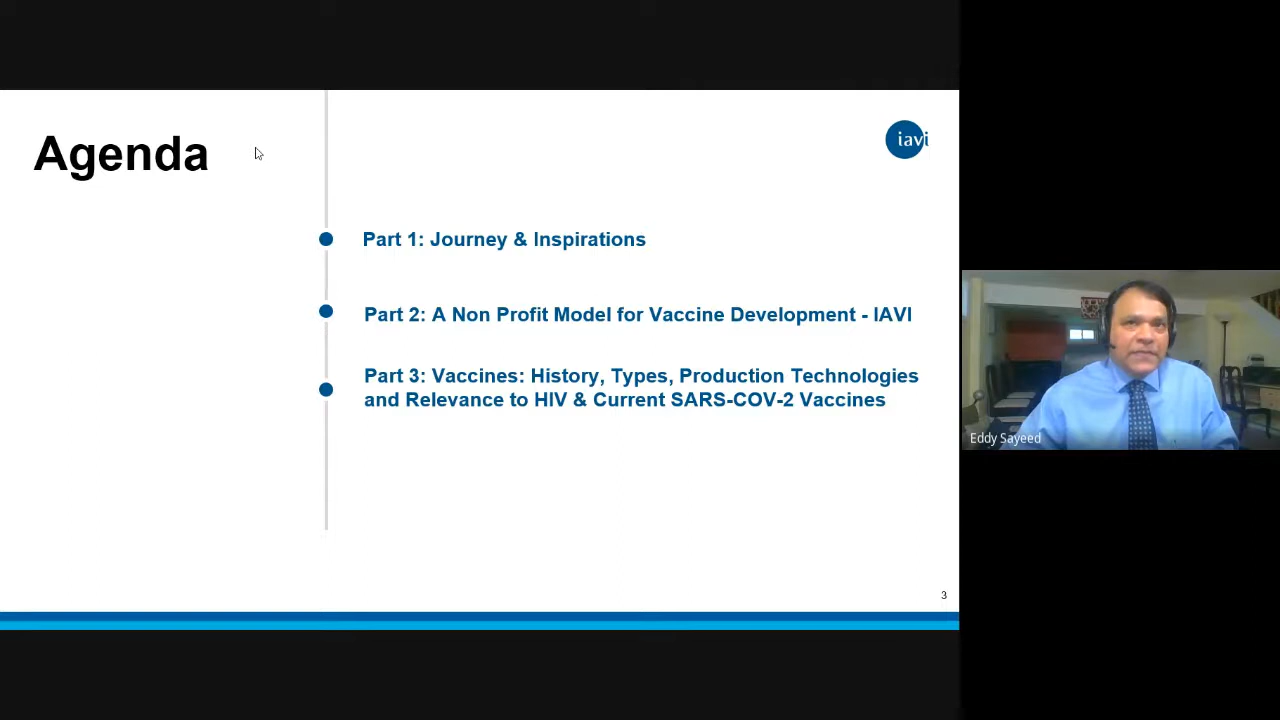 Agenda
iavi
Part 1: Journey & Inspirations
Part 2: A Non Profit Model for Vaccine Development - IAVI
Part 3: Vaccines: History, Types, Production Technologies
and Relevance to HIV & Current SARS-COV-2 Vaccines
3
Eddy Sayeed